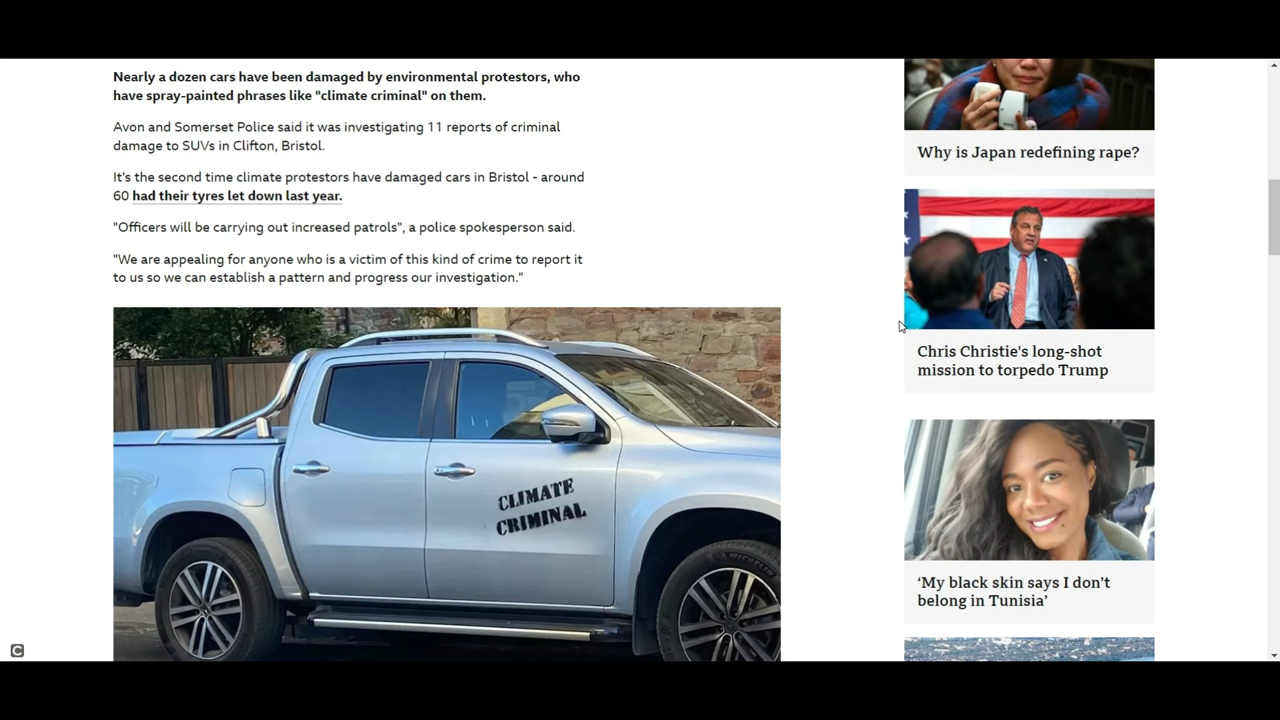 Nearly a dozen cars have been damaged by environmental protestors, who
have spray-painted phrases like "climate criminal" on them.
Avon and Somerset Police said it was investigating 11 reports of criminal
damage to SUVs in Clifton, Bristol.
It's the second time climate protestors have damaged cars in Bristol - around
60 had their tyres let down last year.
"Officers will be carrying out increased patrols", a police spokesperson said.
"We are appealing for anyone who is a victim of this kind of crime to report it
to us so we can establish a pattern and progress our investigation."
CLIMATE
CRIMINAL
MICHELIN
C
Why is Japan redefining rape?
Chris Christie's long-shot
mission to torpedo Trump
‘My black skin says I don’t
belong in Tunisia’